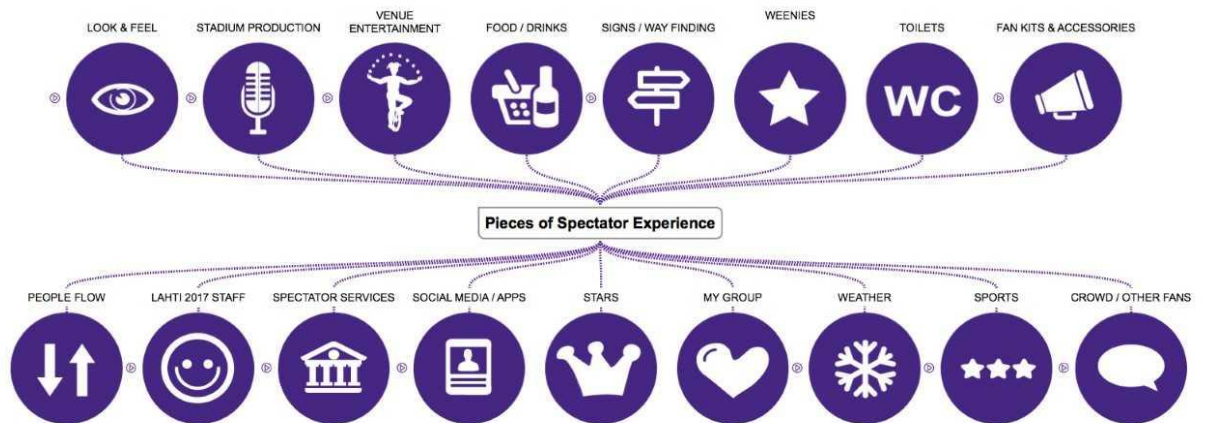 LOOK & FEEL
STADIUM PRODUCTION
VENUE
ENTERTAINMENT
FOOD / DRINKS
SIGNS / WAY FINDING
WEENIES
TOILETS
FAN KITS & ACCESSORIES
WC
Pieces of Spectator Experience
PEOPLE FLOW
LAHTI 2017 STAFF
SPECTATOR SERVICES
SOCIAL MEDIA / APPS
STARS
MY GROUP
WEATHER
SPORTS
CROWD / OTHER FANS